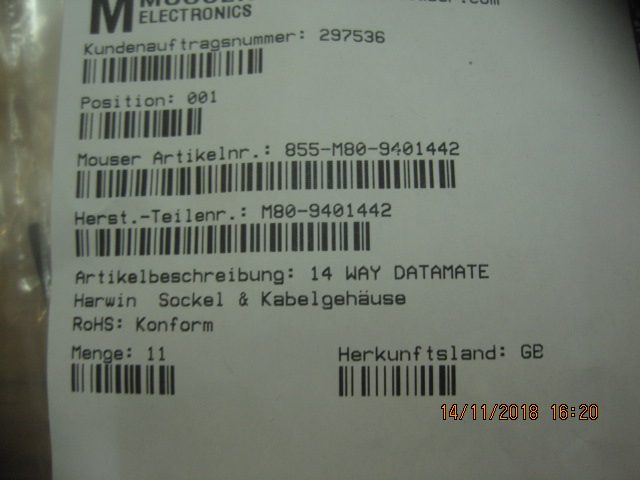 M MOUSER
ELECTRONICS
Kundenauftragsnummer: 297536
Position: 001
Mouser Artikelnr.: 855-M80-9401442
Herst.-Teilenr.: M80-9401442
Artikelbeschreibung: 14 WAY DATAMATE
Harwin Sockel & Kabelgehäuse
RoHS: Konform
Menge: 11 Herkunftsland: GB
14/11/2018 16:20